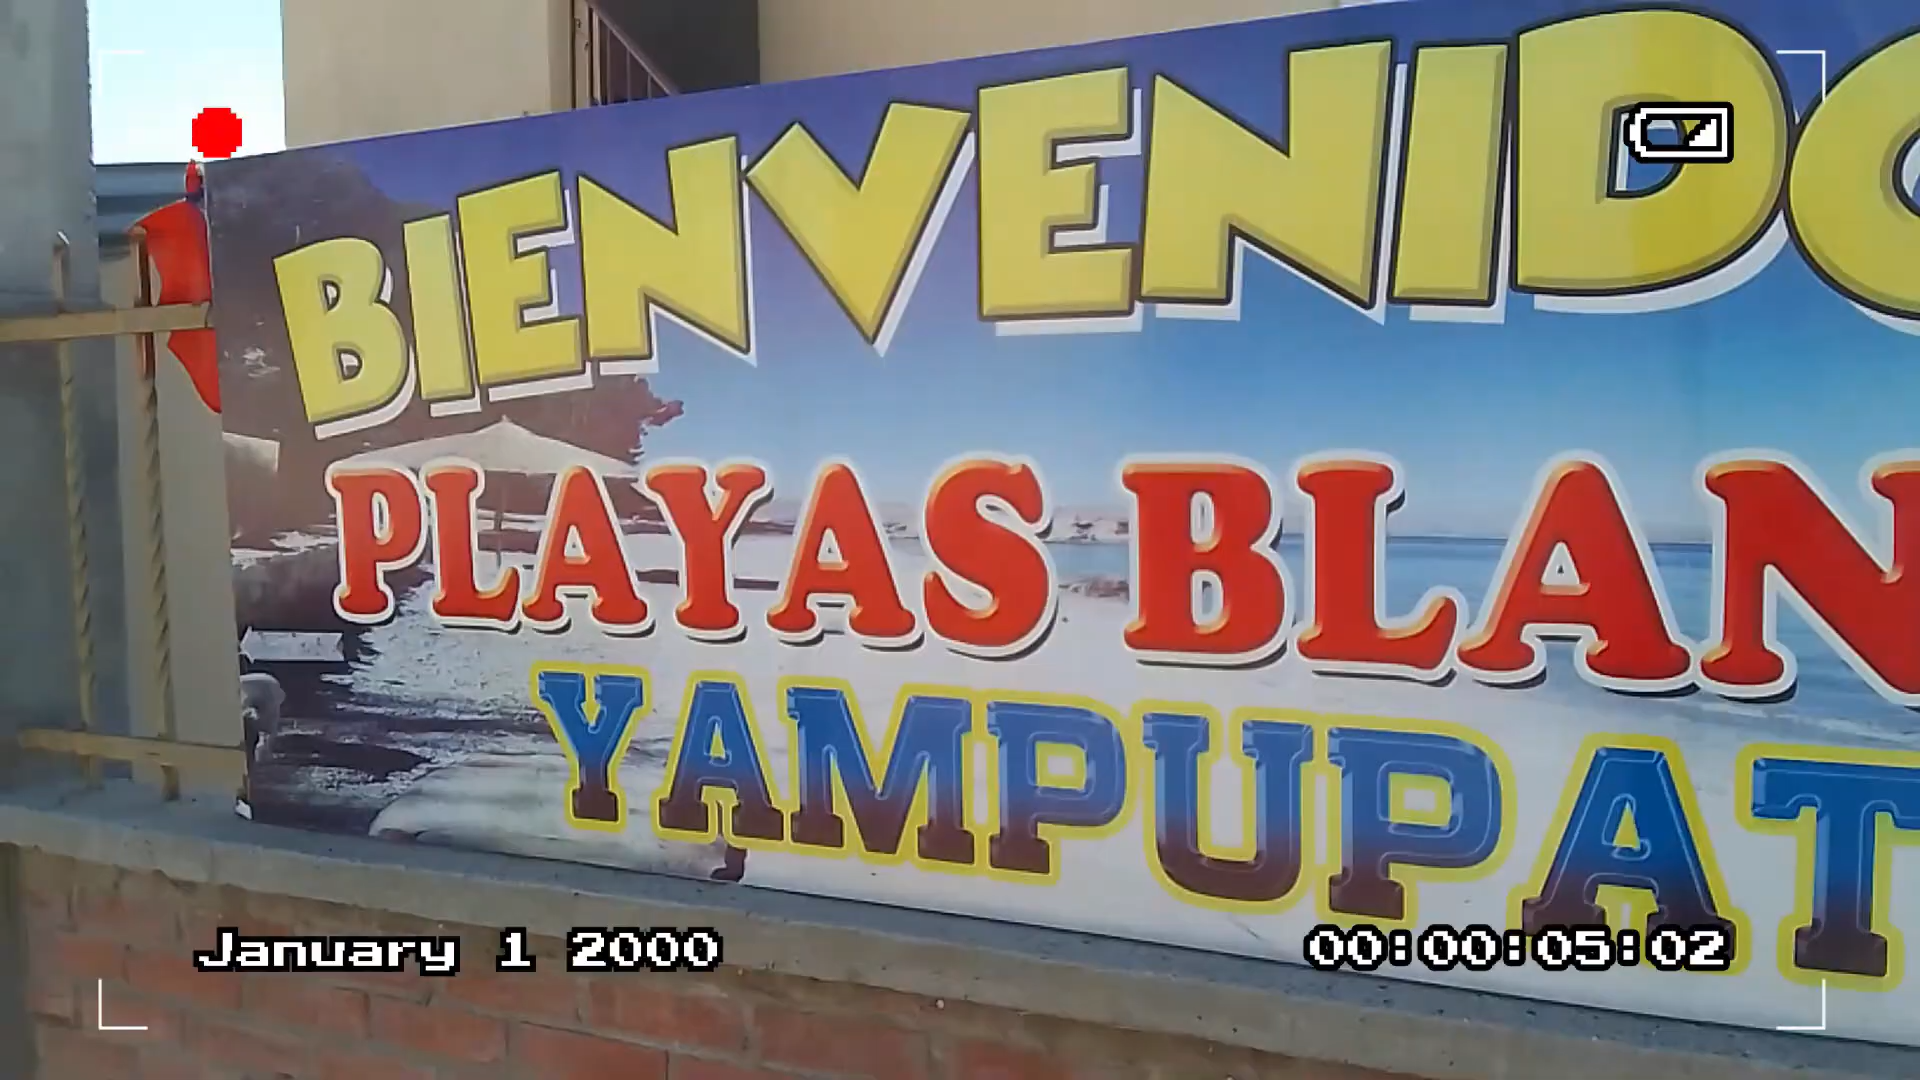 BIENVENIDO
PLAYAS BLAN
YAMPUPAT
January 1 2000
00:00:05:02